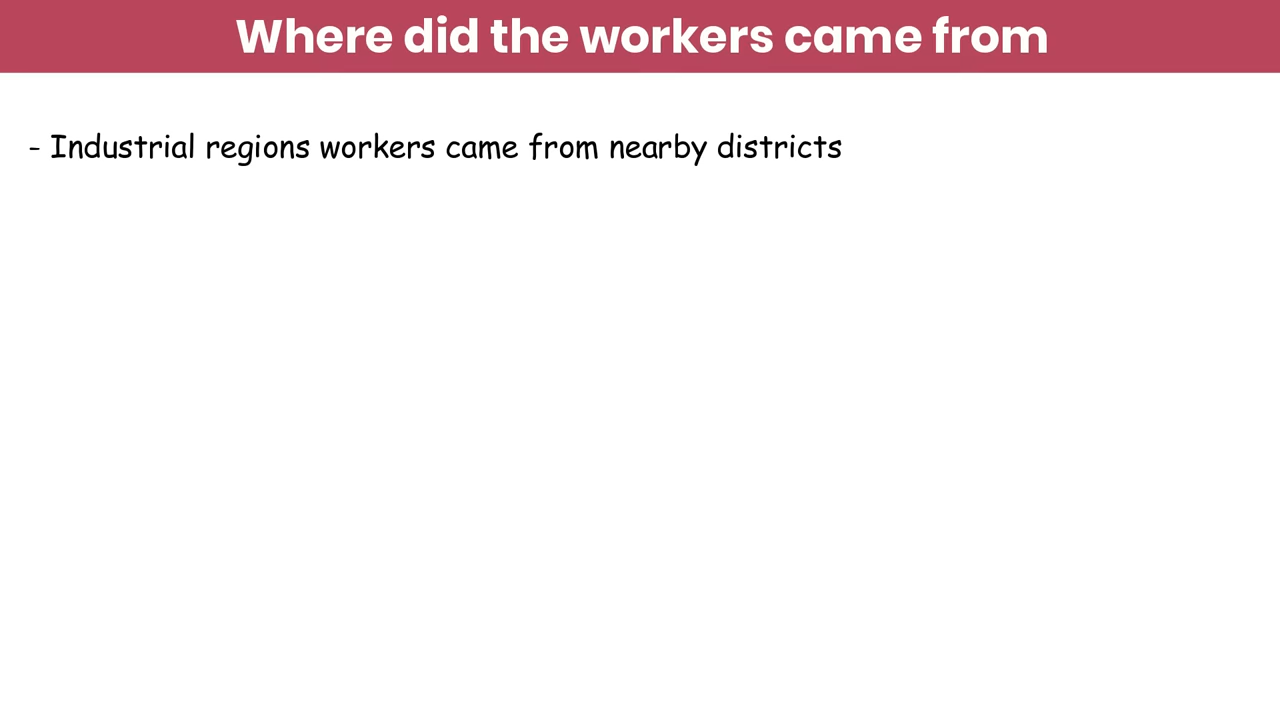 Where did the workers came from
- Industrial regions workers came from nearby districts